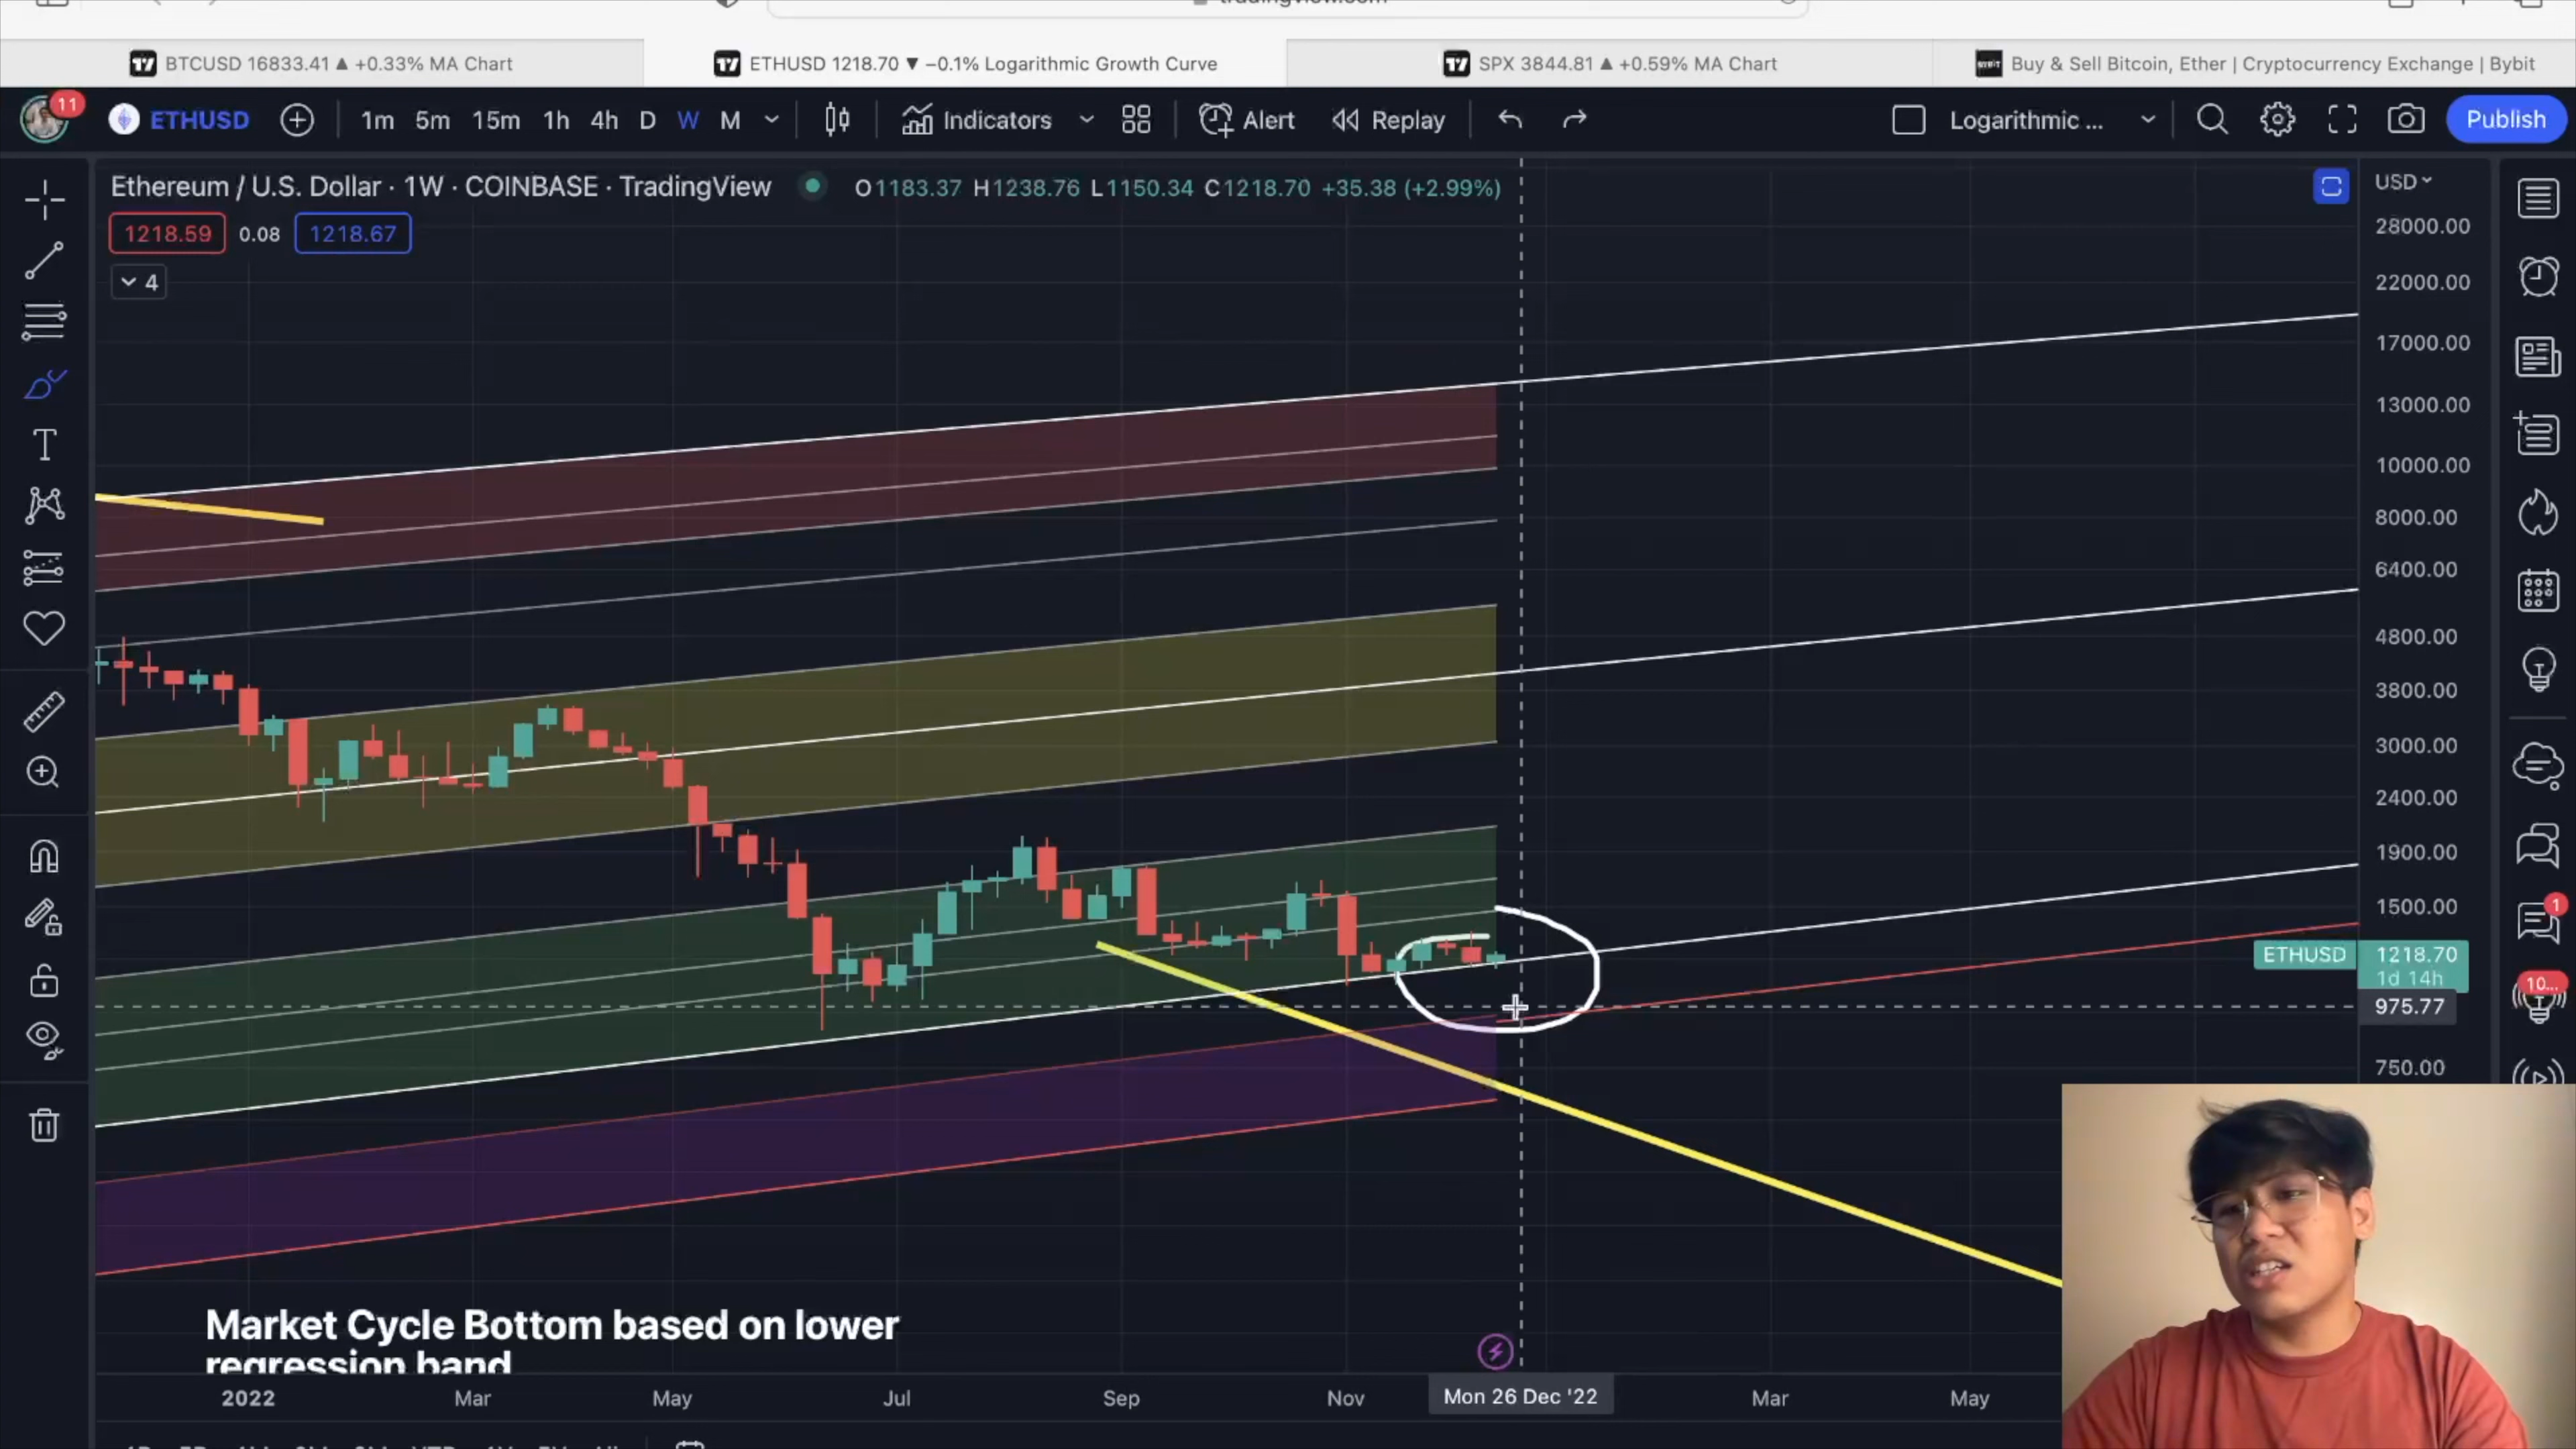 BTCUSD 16833.41 ▲ +0.33% MA Chart
ETHUSD 1218.70 ▼ −0.1% Logarithmic Growth Curve
SPX 3844.81 ▲ +0.59% MA Chart
Buy & Sell Bitcoin, Ether | Cryptocurrency Exchange | Bybit
11
ETHUSD
1m 5m 15m 1h 4h D W M
Indicators
Alert
Replay
Logarithmic ...
Publish
Ethereum / U.S. Dollar · 1W · COINBASE · TradingView
O1183.37 H1238.76 L1150.34 C1218.70 +35.38 (+2.99%)
USD
1218.59 0.08 1218.67
4
28000.00
22000.00
17000.00
13000.00
10000.00
8000.00
6400.00
4800.00
3800.00
3000.00
2400.00
1900.00
1500.00
1
ETHUSD 1218.70
1d 14h
10...
975.77
750.00
Market Cycle Bottom based on lower
regression band
2022 Mar May Jul Sep Nov Mon 26 Dec '22 Mar May